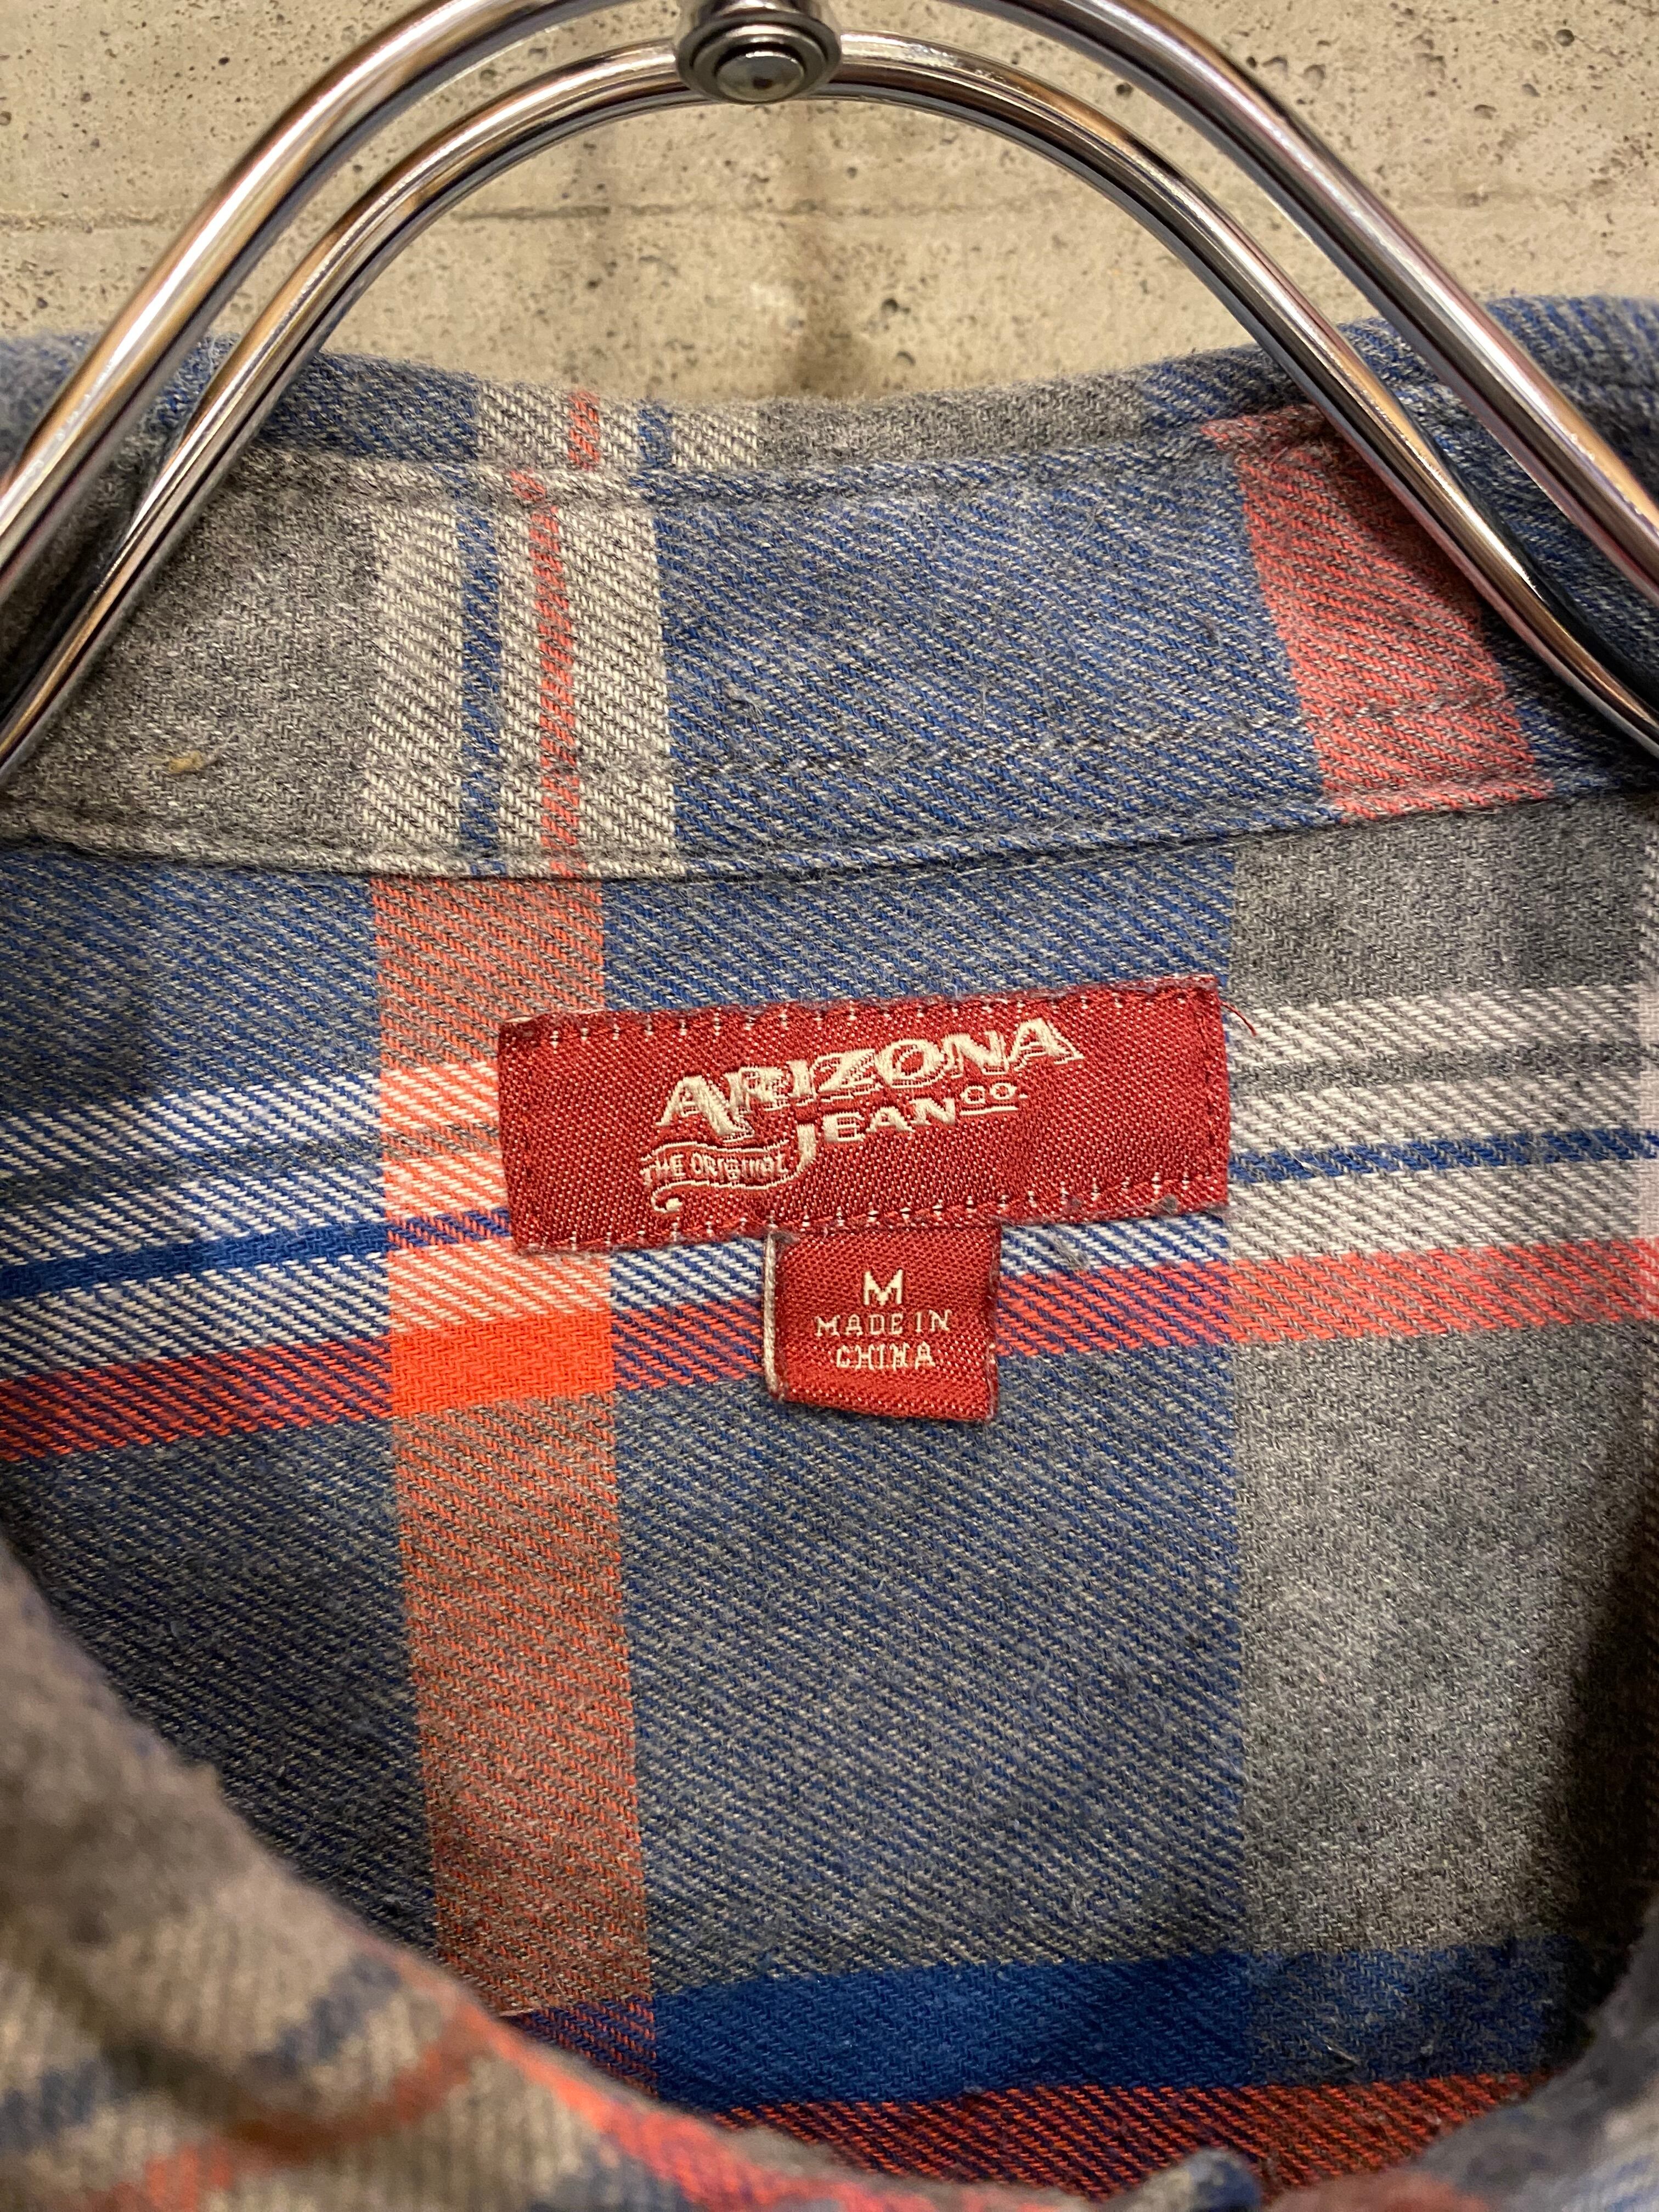 ARIZONA
JEAN CO.
THE ORIGINAL
M
MADE IN
CHINA